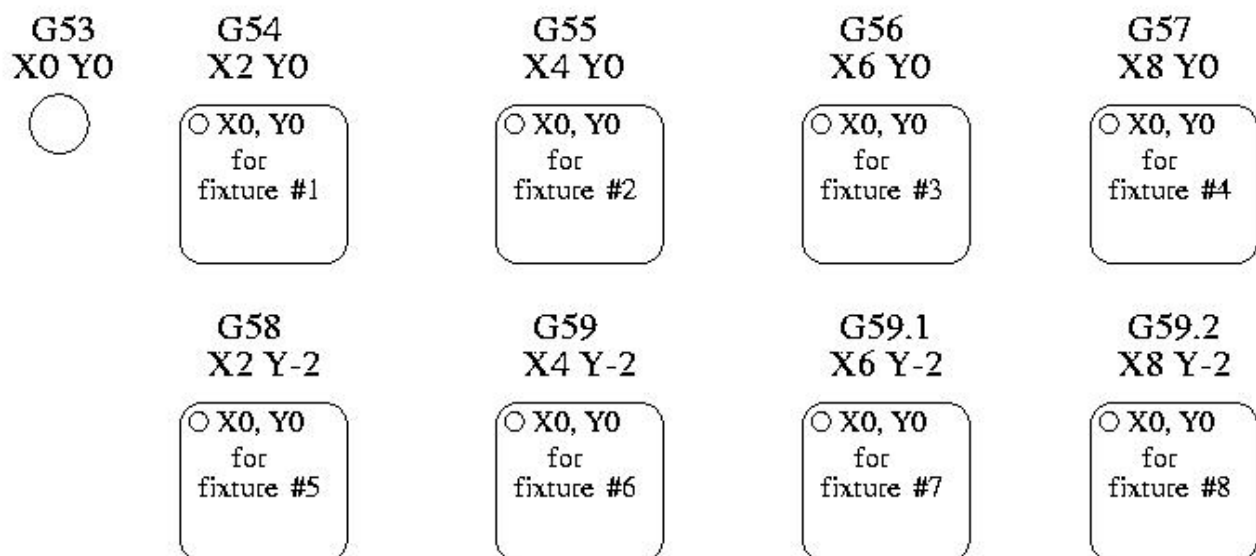 G53 G54 G55 G56 G57
X0 Y0 X2 Y0 X4 Y0 X6 Y0 X8 Y0
X0, Y0 X0, Y0 X0, Y0 X0, Y0
for for for for
fixture #1 fixture #2 fixture #3 fixture #4
G58 G59 G59.1 G59.2
X2 Y-2 X4 Y-2 X6 Y-2 X8 Y-2
X0, Y0 X0, Y0 X0, Y0 X0, Y0
for for for for
fixture #5 fixture #6 fixture #7 fixture #8